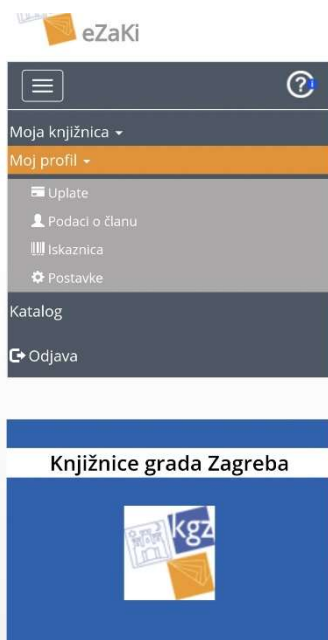 eZaKi
?
Moja knjižnica
Moj profil
Uplate
Podaci o članu
Iskaznica
Postavke
Katalog
Odjava
Knjižnice grada Zagreba
kgz